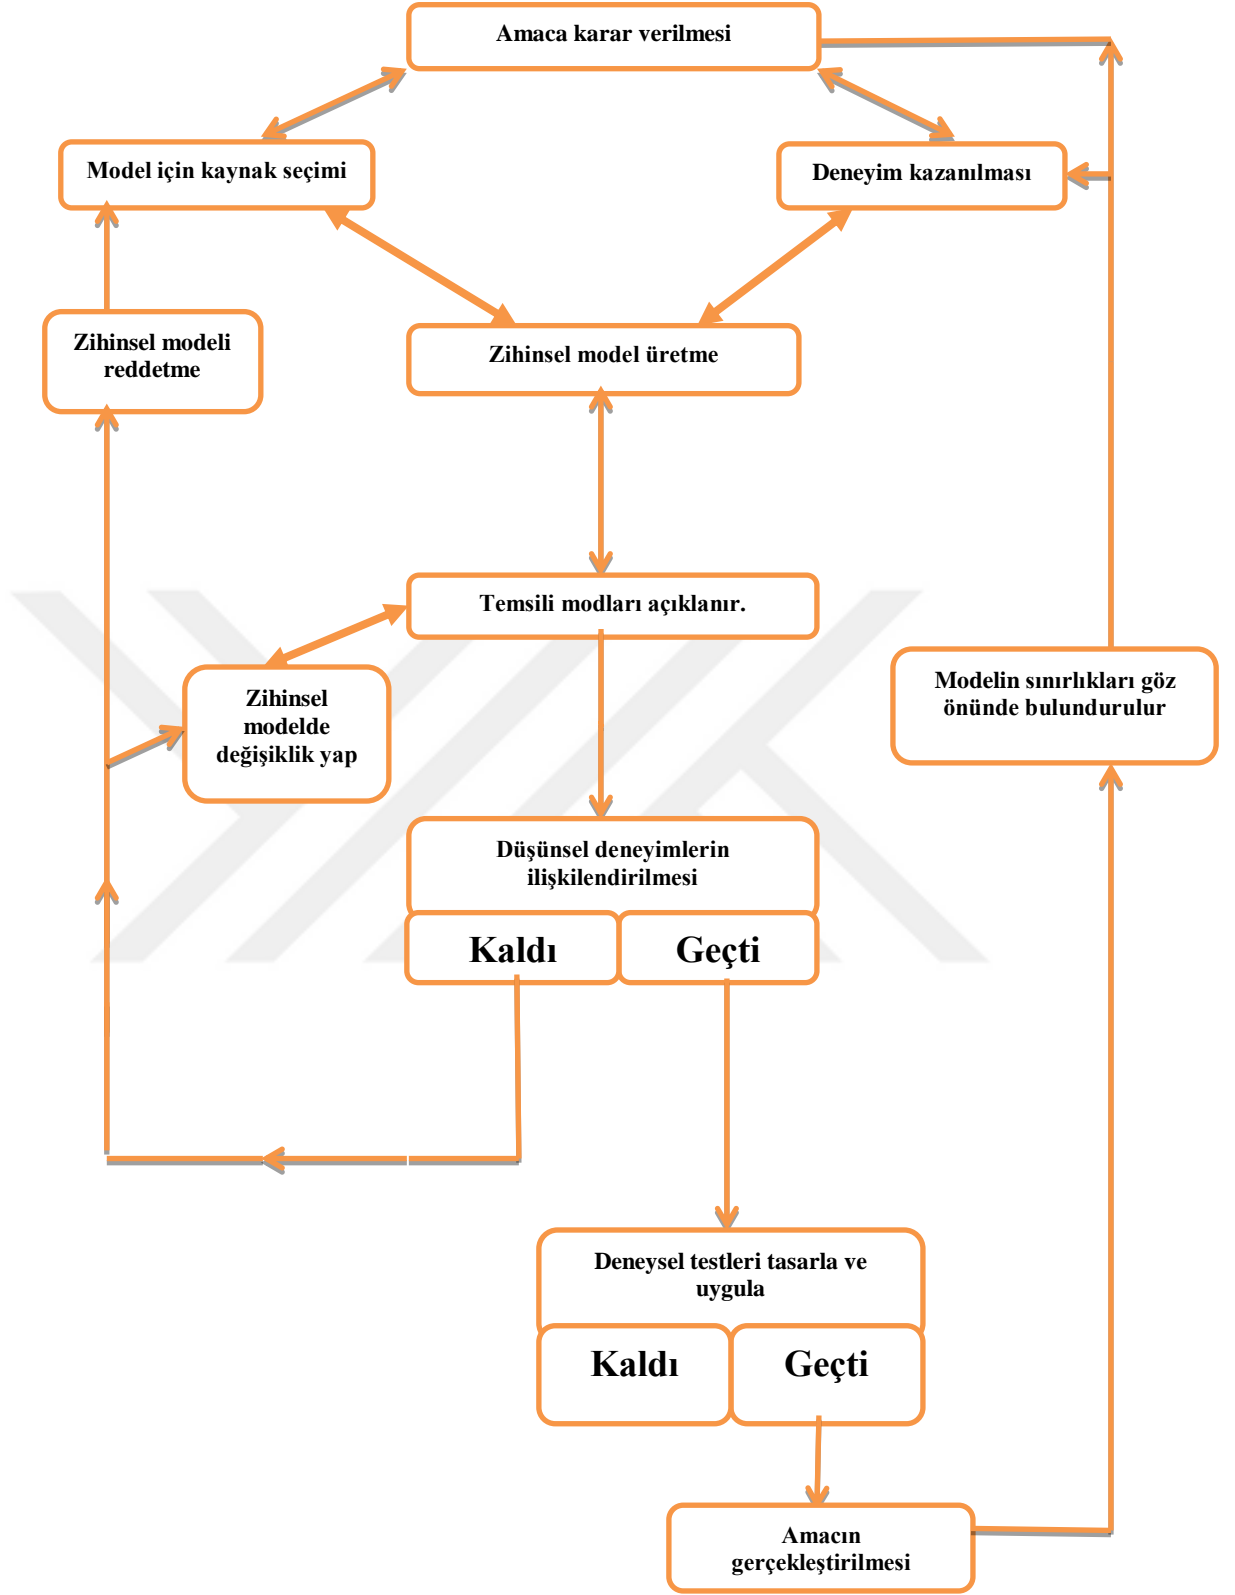 Amaca karar verilmesi
Model için kaynak seçimi
Deneyim kazanılması
Zihinsel modeli
reddetme
Zihinsel model üretme
Temsili modları açıklanır.
Zihinsel
modelde
değişiklik yap
Modelin sınırlıkları göz
önünde bulundurulur
Düşünsel deneyimlerin
ilişkilendirilmesi
Kaldı
Geçti
Deneysel testleri tasarla ve
uygula
Kaldı
Geçti
Amacın
gerçekleştirilmesi